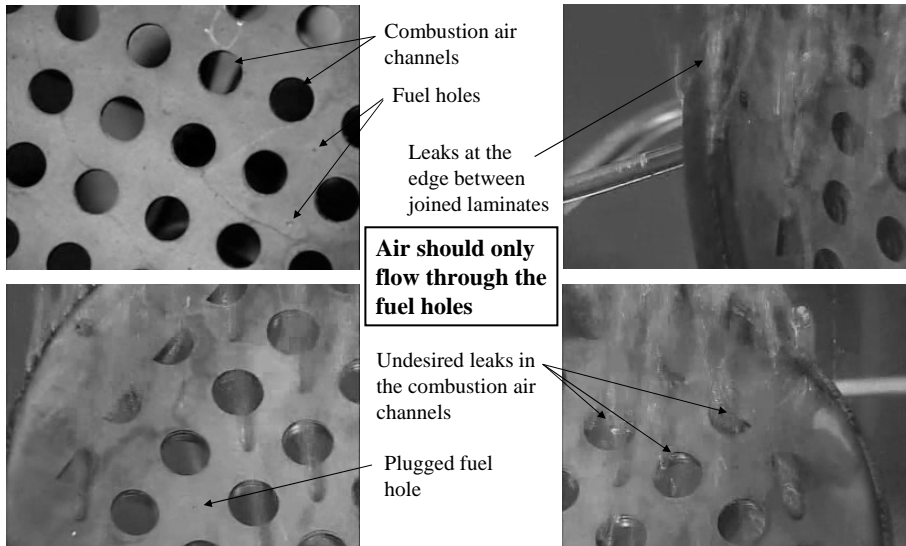 Combustion air
channels
Fuel holes
Leaks at the
edge between
joined laminates
Air should only
flow through the
fuel holes
Undesired leaks in
the combustion air
channels
Plugged fuel
hole